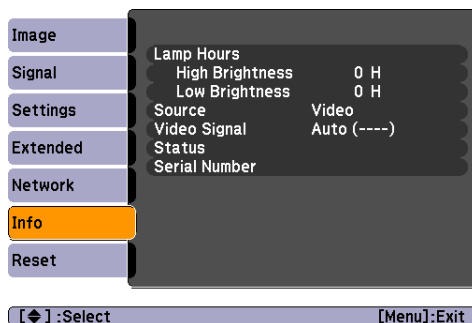 Image
Signal
Settings
Extended
Network
Info
Reset
Lamp Hours
High Brightness 0 H
Low Brightness 0 H
Source Video
Video Signal Auto (----)
Status
Serial Number
[◆] :Select [Menu]:Exit